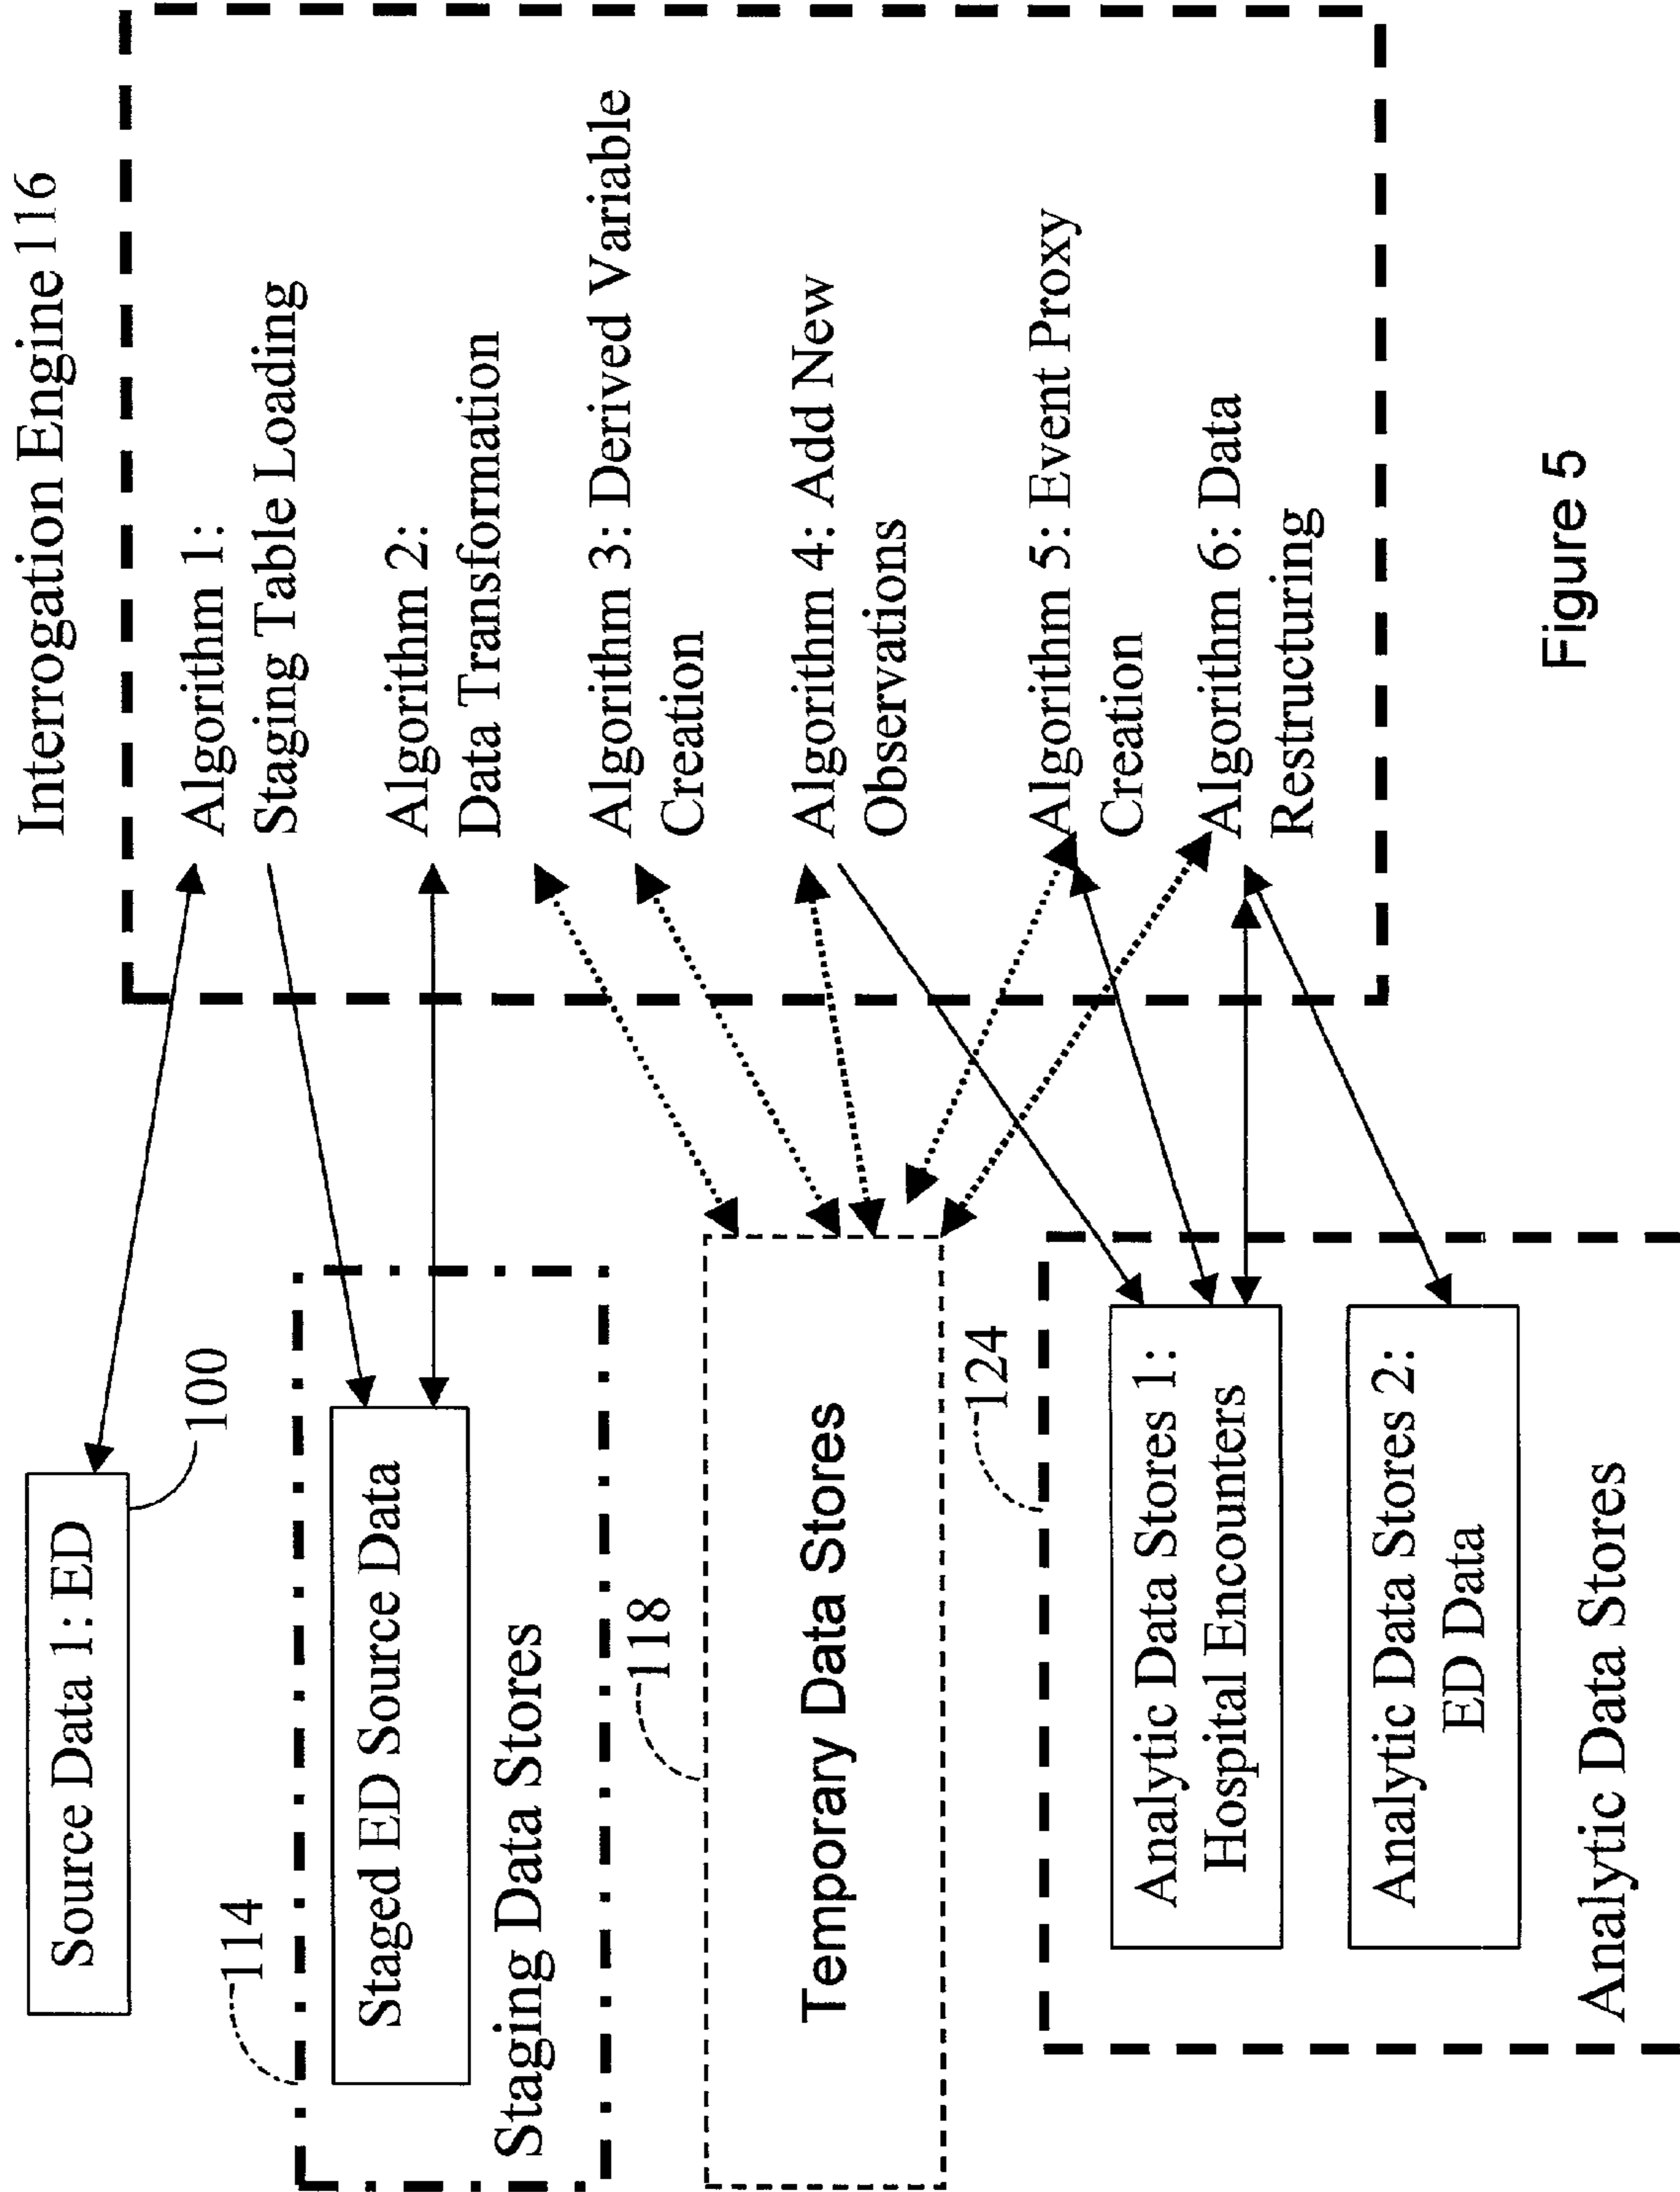 Interrogation Engine 116
Source Data 1: ED
100
114
Staged ED Source Data
Staging Data Stores
118
Temporary Data Stores
124
Analytic Data Stores 1:
Hospital Encounters
Analytic Data Stores 2:
ED Data
Analytic Data Stores
Algorithm 1:
Staging Table Loading
Algorithm 2:
Data Transformation
Algorithm 3: Derived Variable
Creation
Algorithm 4: Add New
Observations
Algorithm 5: Event Proxy
Creation
Algorithm 6: Data
Restructuring
Figure 5